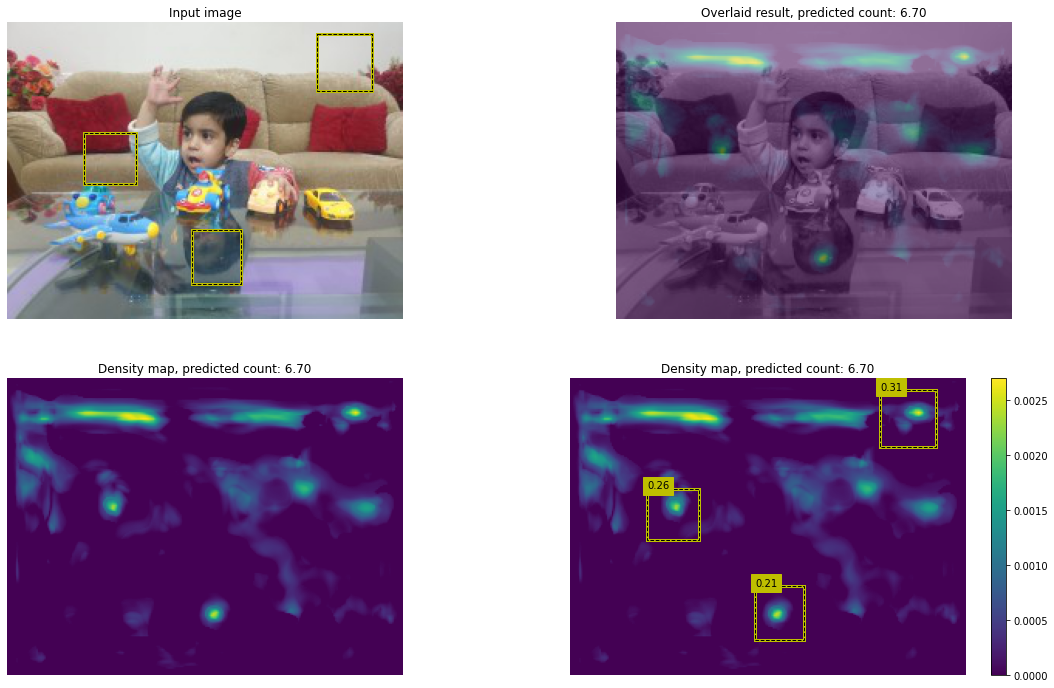 Input image
Overlaid result, predicted count: 6.70
Density map, predicted count: 6.70
Density map, predicted count: 6.70
0.31
0.26
0.21
0.0025
0.0020
0.0015
0.0010
0.0005
0.0000